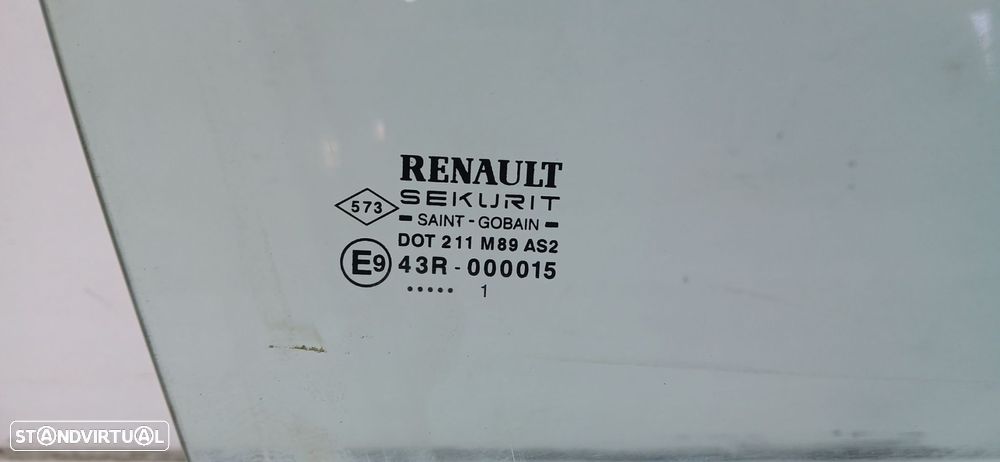 RENAULT
573 SEKURIT
SAINT-GOBAIN
DOT 211 M89 AS2
E9 43R-000015
..... 1
STANDVIRTUAL